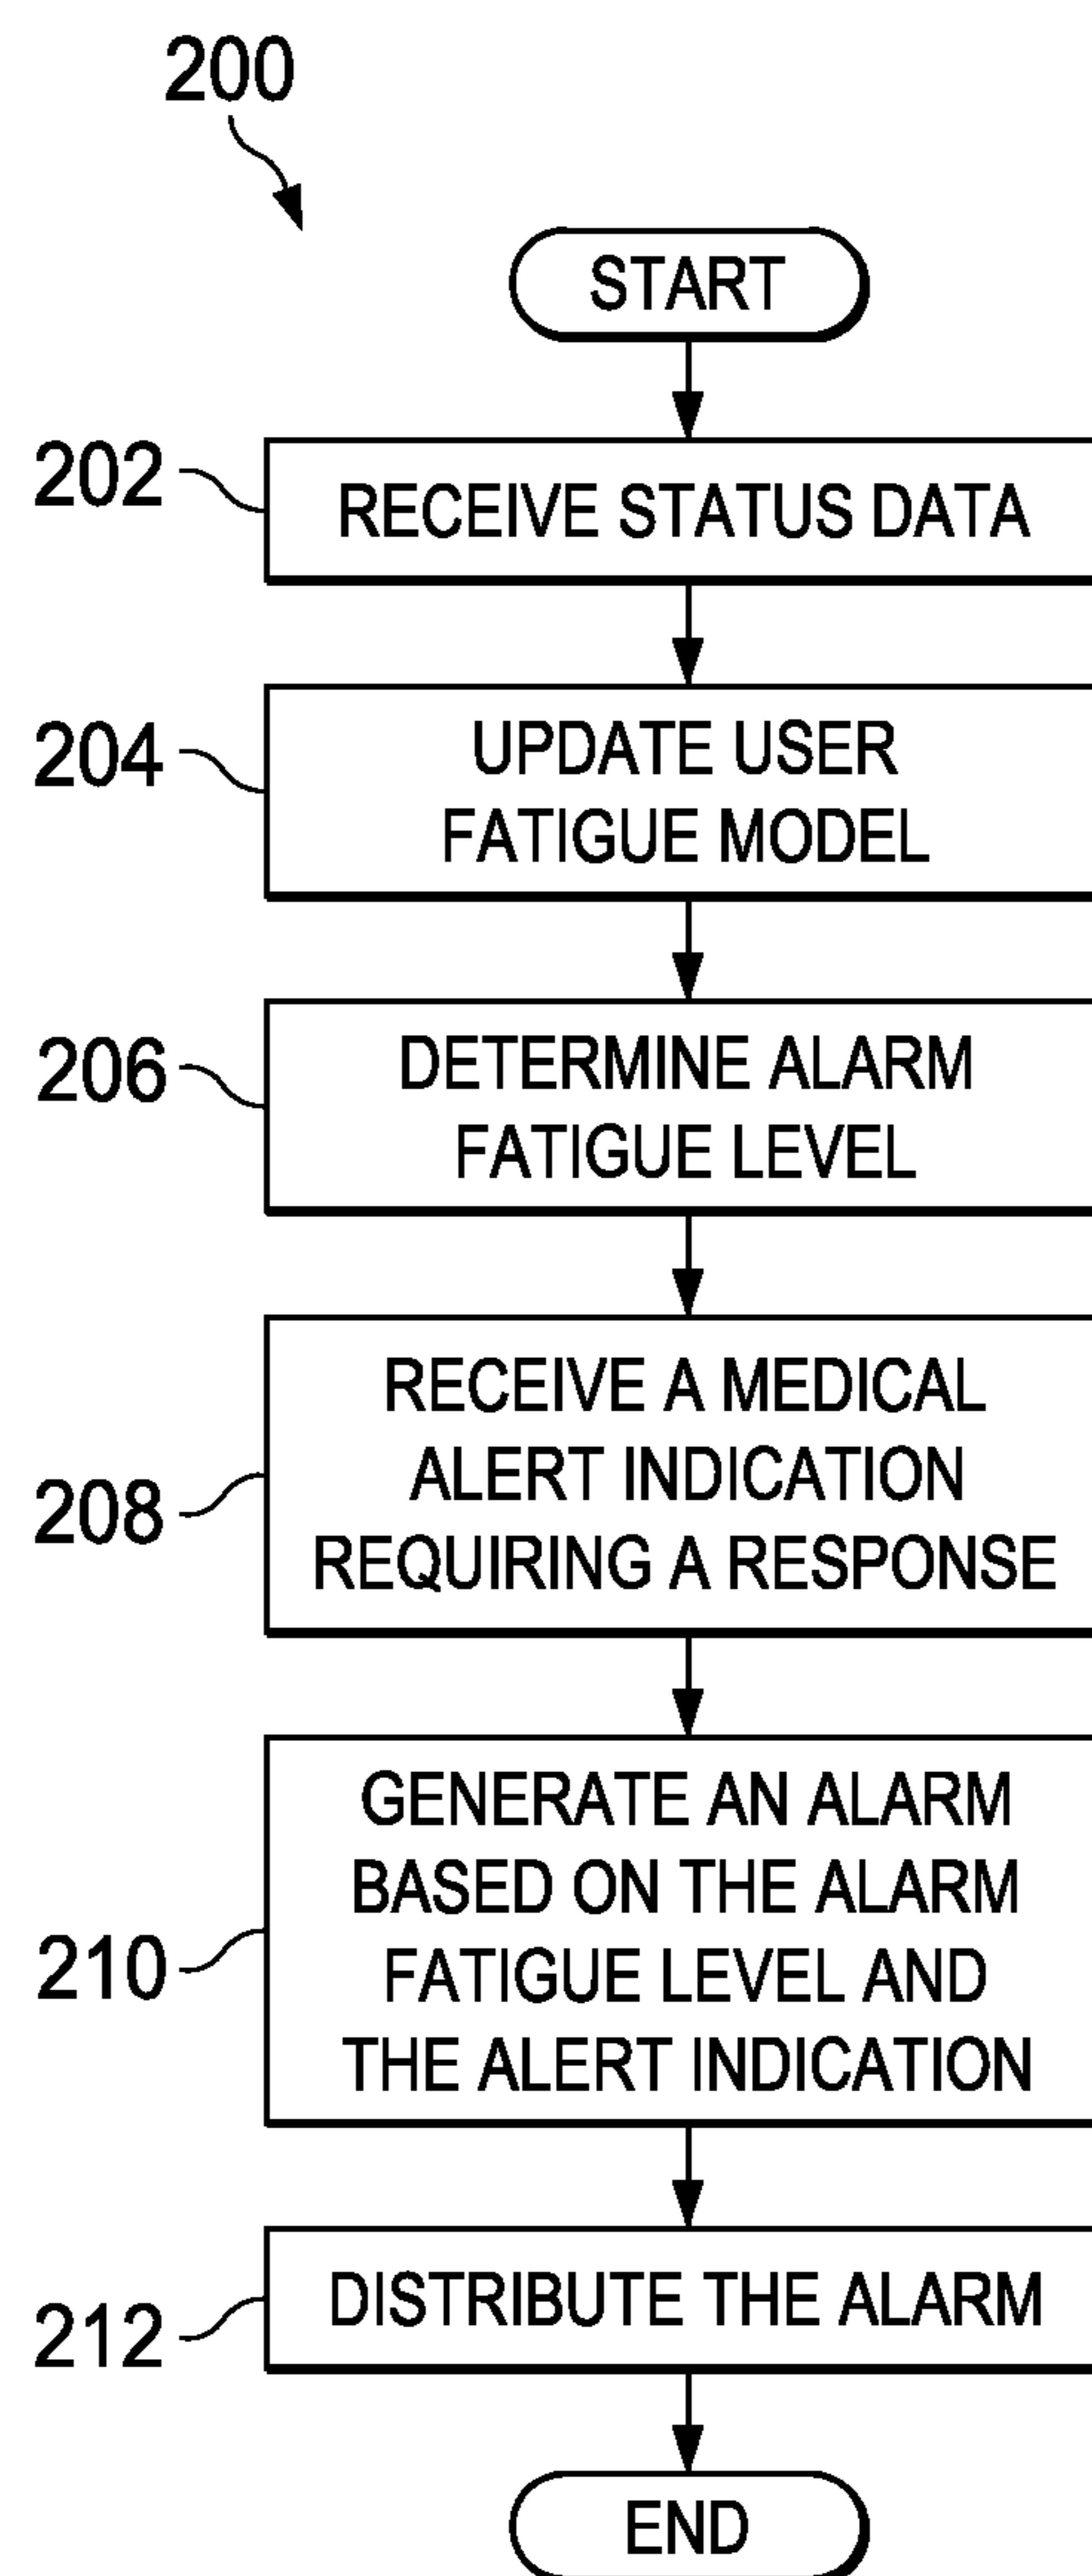 200
START
202
RECEIVE STATUS DATA
204
UPDATE USER
FATIGUE MODEL
206
DETERMINE ALARM
FATIGUE LEVEL
208
RECEIVE A MEDICAL
ALERT INDICATION
REQUIRING A RESPONSE
210
GENERATE AN ALARM
BASED ON THE ALARM
FATIGUE LEVEL AND
THE ALERT INDICATION
212
DISTRIBUTE THE ALARM
END